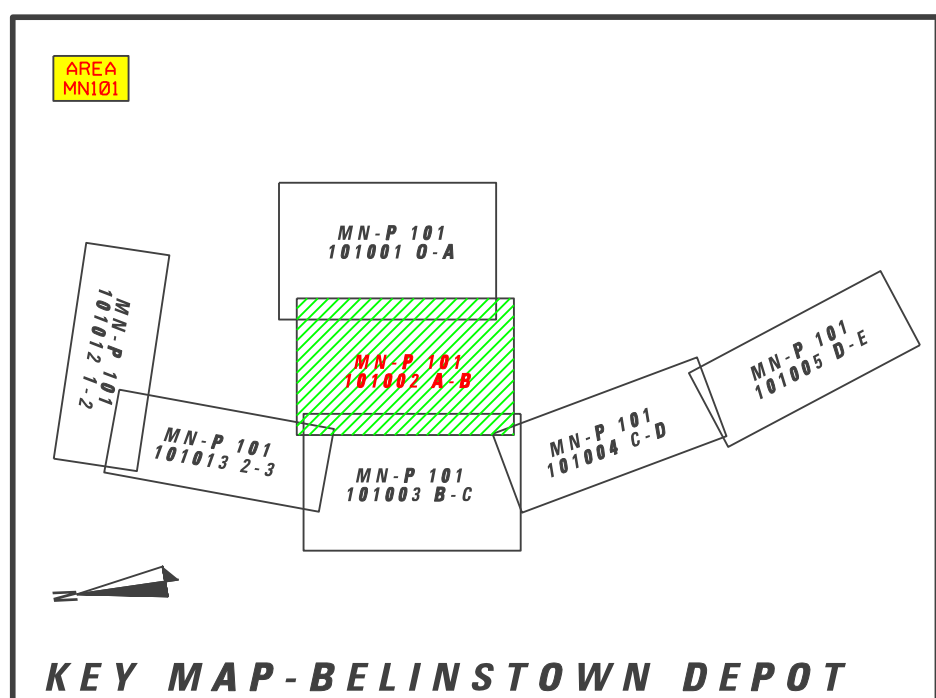 AREA
MN101
MN-P 101
101001 0-A
MN-P 101
101012 1-2
MN-P 101
101002 A-B
MN-P 101
101005 D-E
MN-P 101
101004 C-D
MN-P 101
101013 2-3
MN-P 101
101003 B-C
N
KEY MAP-BELINSTOWN DEPOT